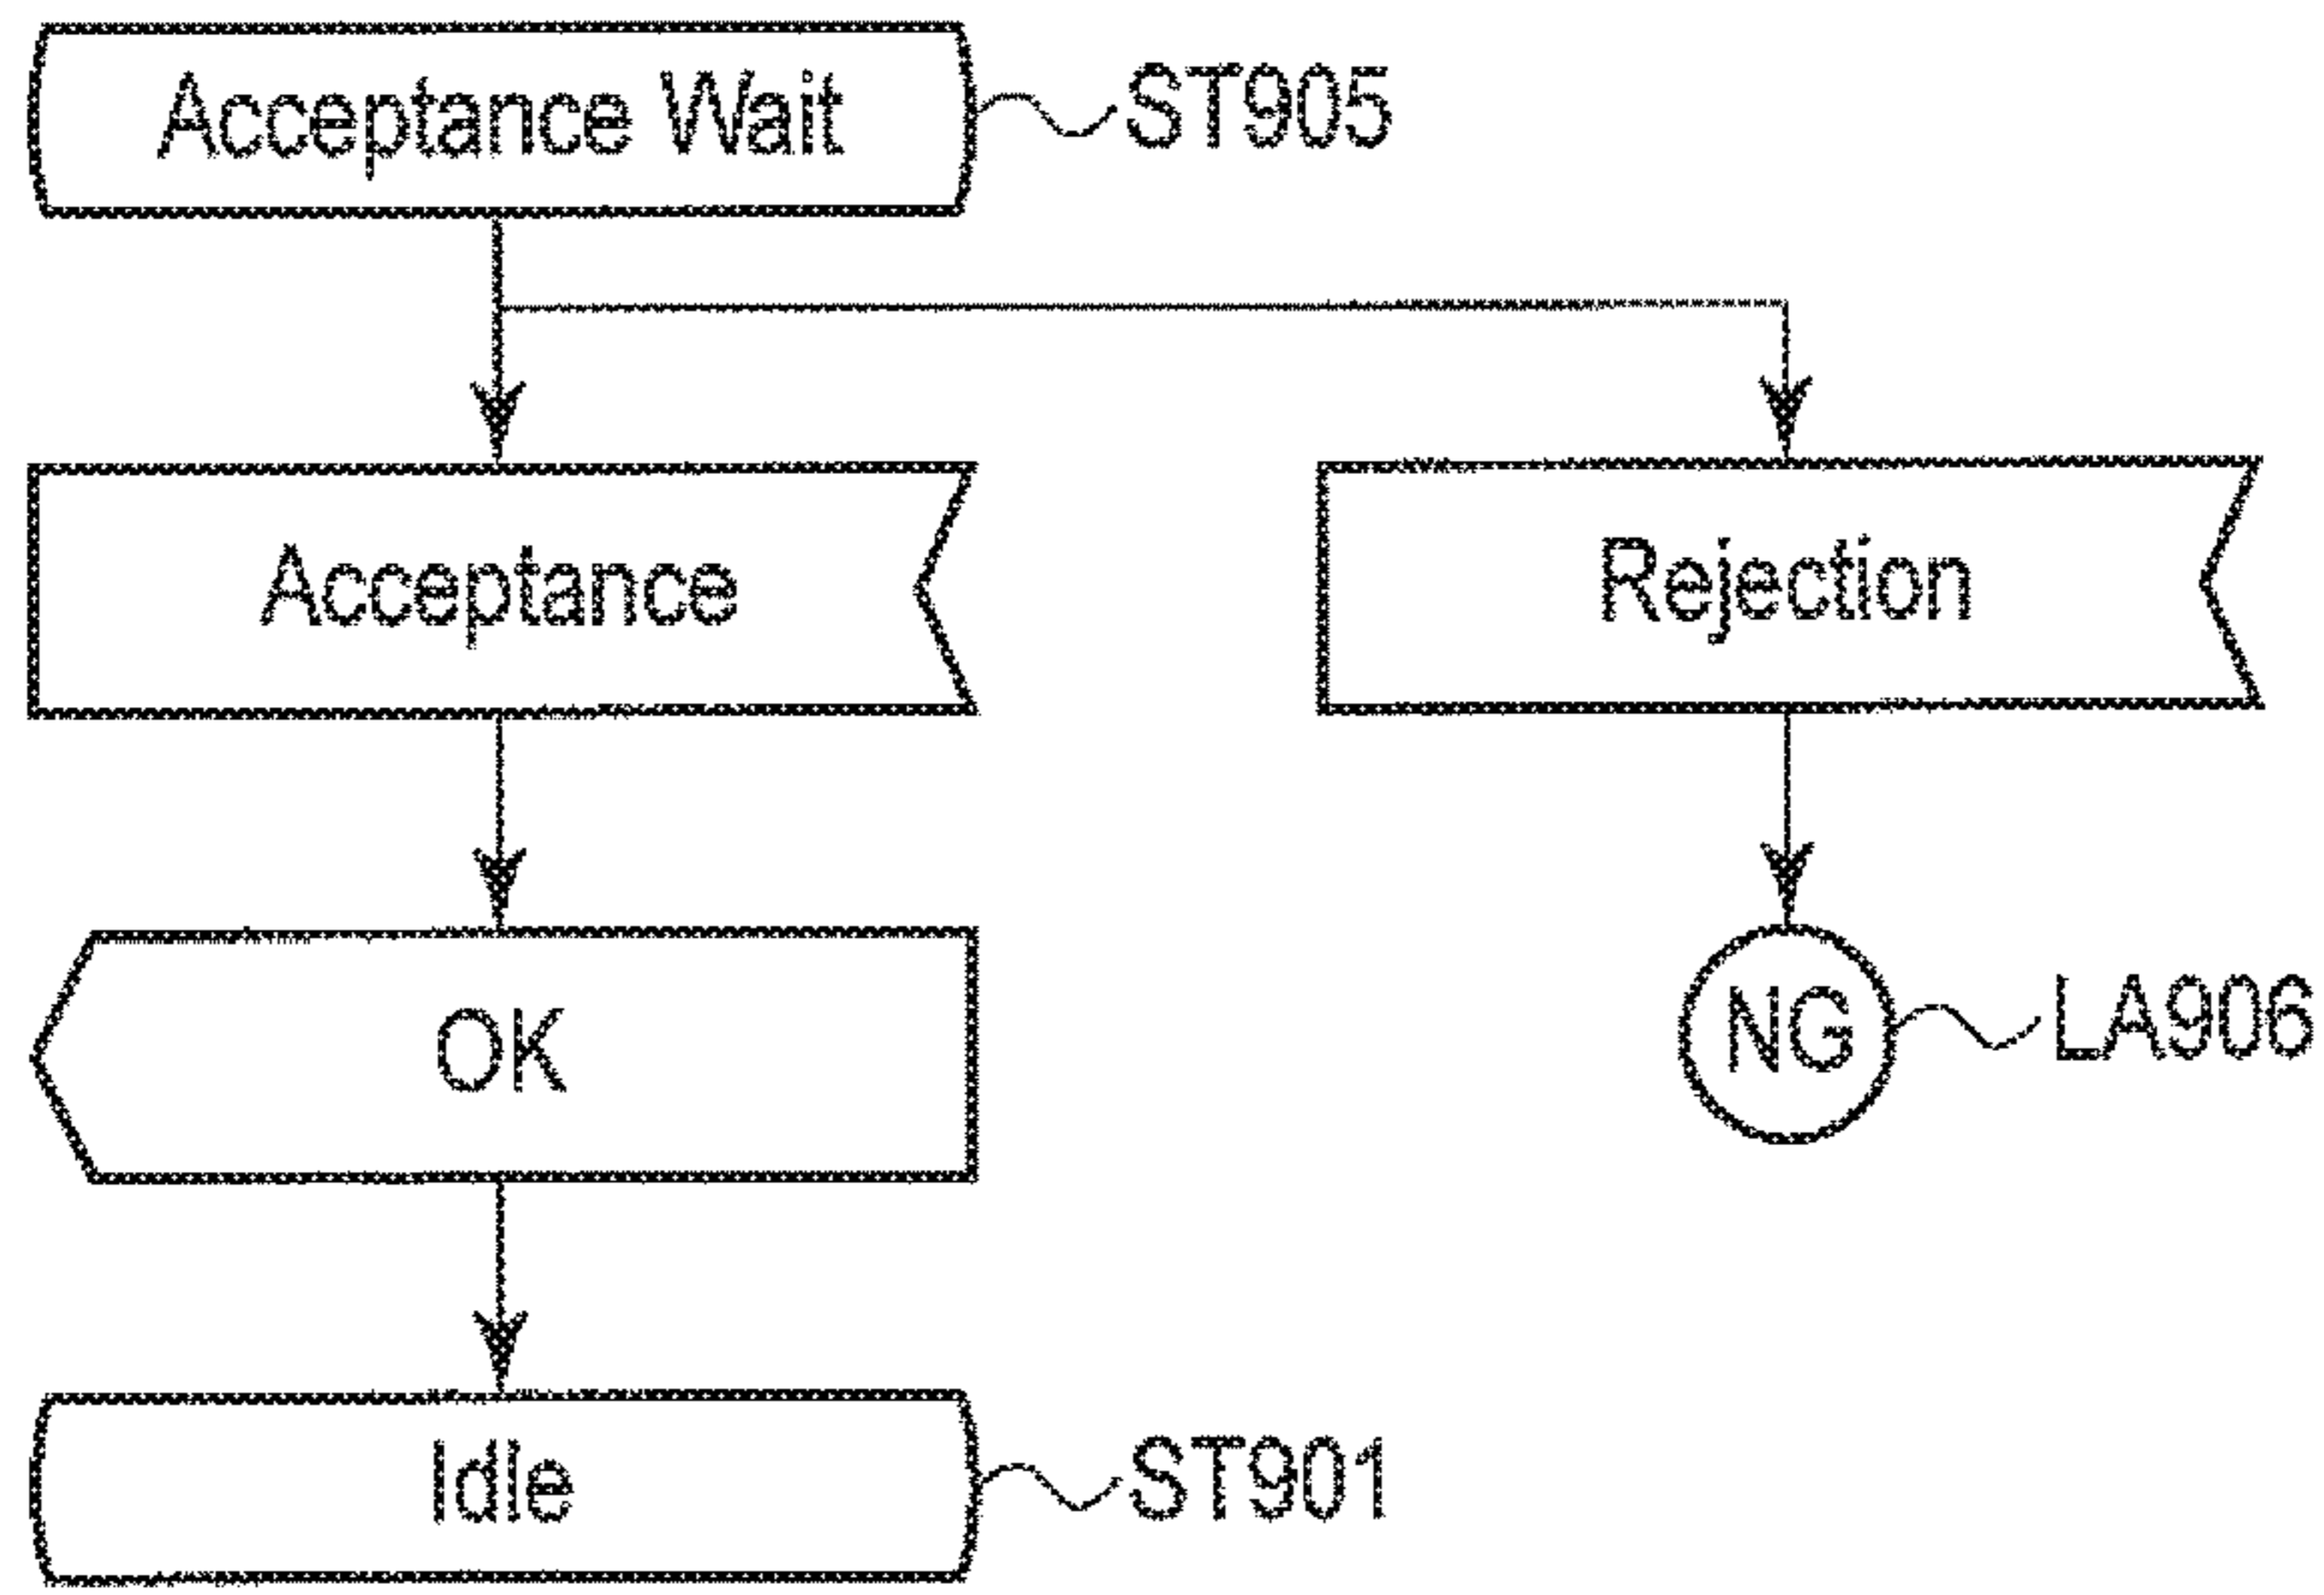 Acceptance Wait
ST905
Acceptance
Rejection
OK
NG
LA906
Idle
ST901